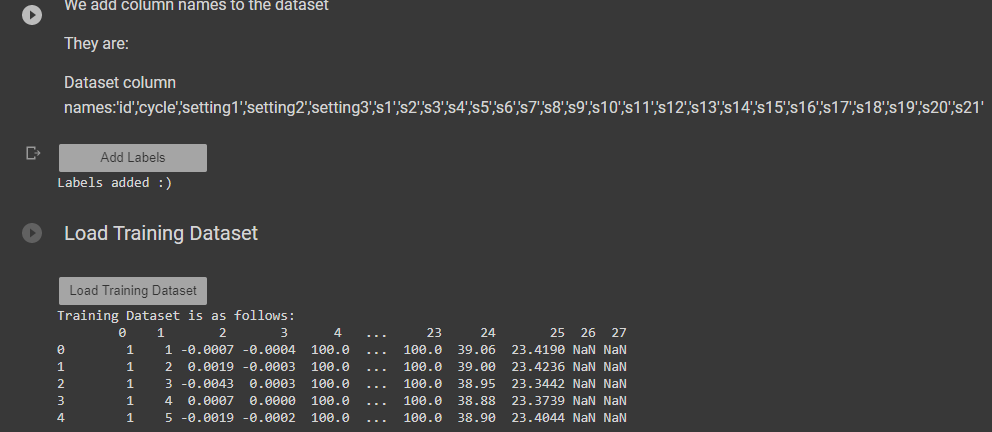 We add column names to the dataset
They are:
Dataset column
names:'id','cycle','setting1','setting2','setting3','s1','s2','s3','s4','s5','s6','s7','s8','s9','s10','s11','s12','s13','s14','s15','s16','s17','s18','s19','s20','s21'
Add Labels
Labels added :)
Load Training Dataset
Load Training Dataset
Training Dataset is as follows:
0 1 2 3 4 ... 23 24 25 26 27
0 1 1 -0.0007 -0.0004 100.0 ... 100.0 39.06 23.4190 NaN NaN
1 1 2 0.0019 -0.0003 100.0 ... 100.0 39.00 23.4236 NaN NaN
2 1 3 -0.0043 0.0003 100.0 ... 100.0 38.95 23.3442 NaN NaN
3 1 4 0.0007 0.0000 100.0 ... 100.0 38.88 23.3739 NaN NaN
4 1 5 -0.0019 -0.0002 100.0 ... 100.0 38.90 23.4044 NaN NaN